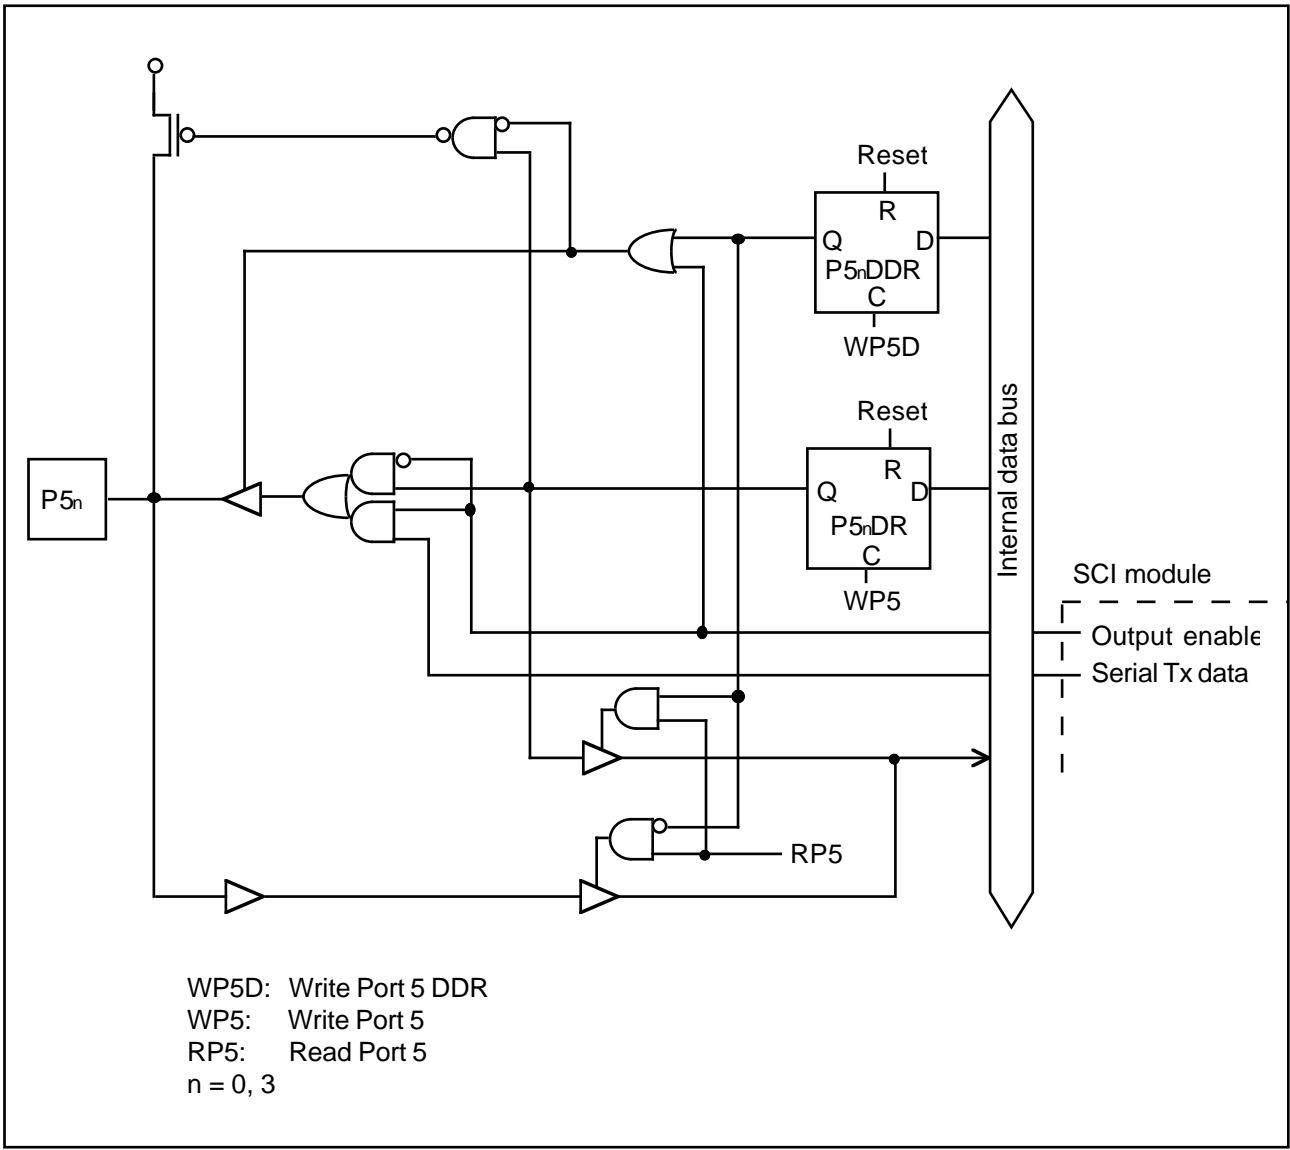 Reset
R
Q D
P5nDDR
C
WP5D
Reset
R
Q D
P5nDR
C
WP5
P5n
Internal data bus
SCI module
Output enable
Serial Tx data
RP5
WP5D: Write Port 5 DDR
WP5: Write Port 5
RP5: Read Port 5
n = 0, 3